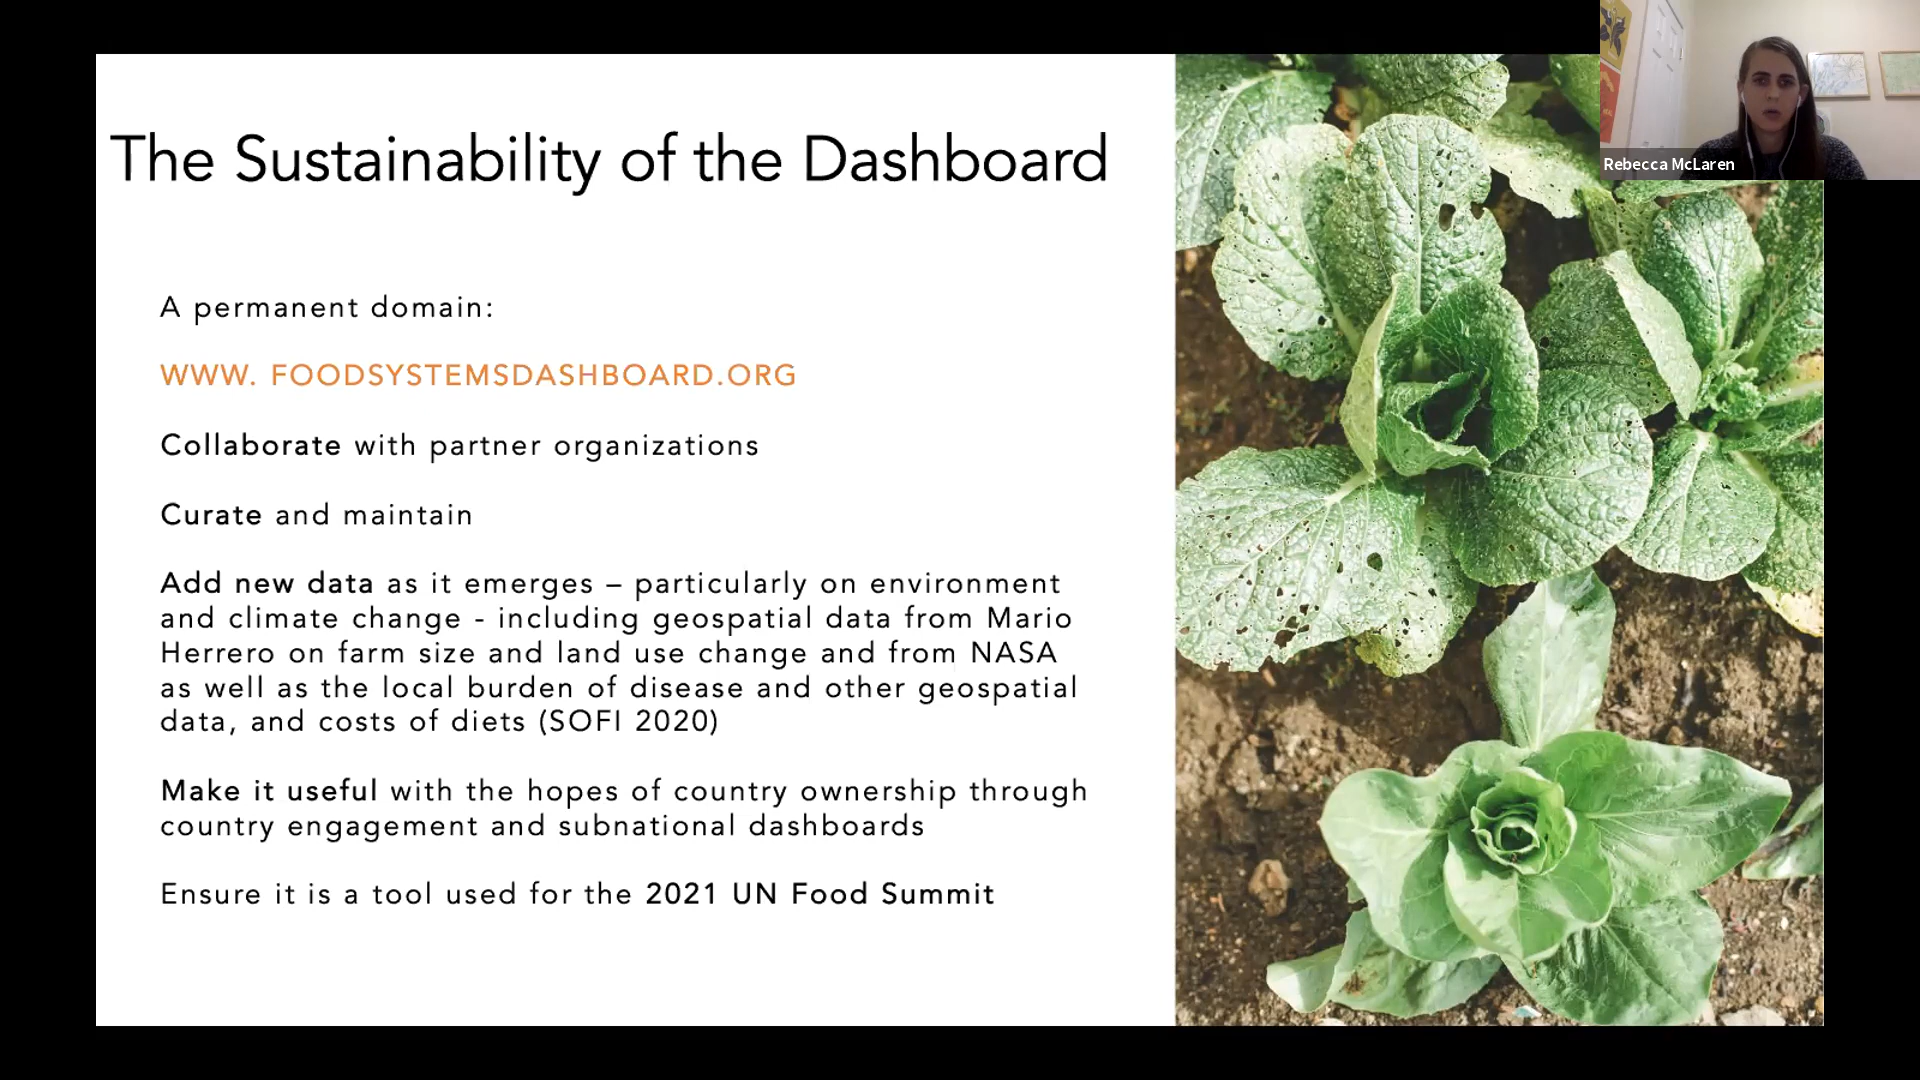 The Sustainability of the Dashboard
A permanent domain:
WWW. FOODSYSTEMSDASHBOARD.ORG
Collaborate with partner organizations
Curate and maintain
Add new data as it emerges – particularly on environment
and climate change - including geospatial data from Mario
Herrero on farm size and land use change and from NASA
as well as the local burden of disease and other geospatial
data, and costs of diets (SOFI 2020)
Make it useful with the hopes of country ownership through
country engagement and subnational dashboards
Ensure it is a tool used for the 2021 UN Food Summit
Rebecca McLaren